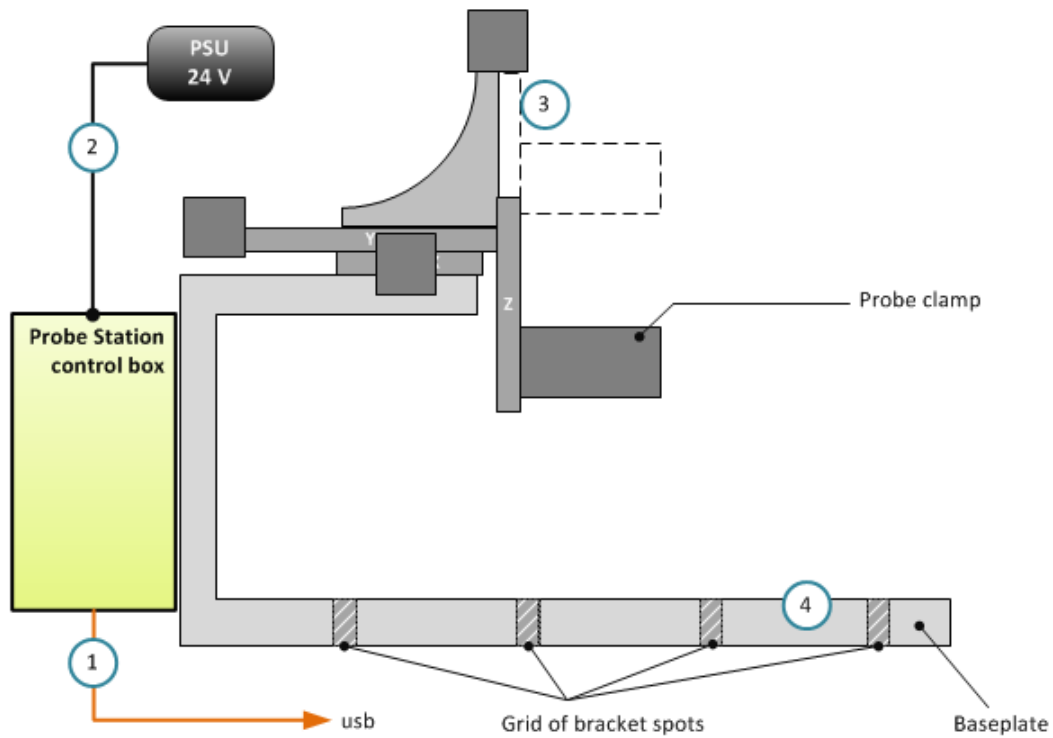 PSU
24 V
3
2
Y
Z
Probe clamp
Probe Station
control box
4
1
usb
Grid of bracket spots
Baseplate